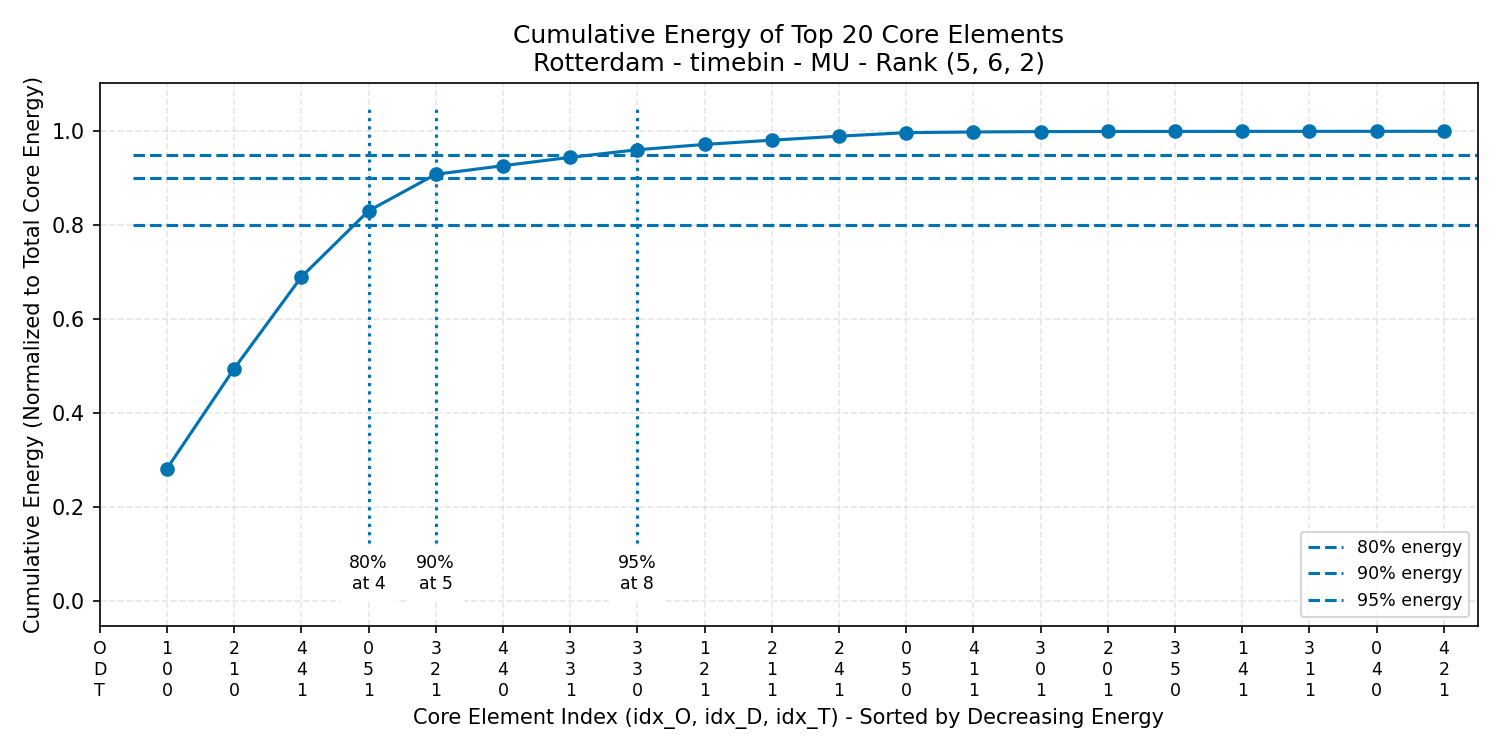 Cumulative Energy of Top 20 Core Elements
Rotterdam - timebin - MU - Rank (5, 6, 2)
Cumulative Energy (Normalized to Total Core Energy)
1.0
0.8
0.6
0.4
0.2
0.0
80%
at 4
90%
at 5
95%
at 8
80% energy
90% energy
95% energy
O 1 2 4 0 3 4 3 3 1 2 2 0 4 3 2 3 1 3 0 4
D 0 1 4 5 2 4 3 3 2 1 4 5 1 0 0 5 4 1 4 2
T 0 0 1 1 1 0 1 0 1 1 1 0 1 1 1 0 1 1 0 1
Core Element Index (idx_O, idx_D, idx_T) - Sorted by Decreasing Energy